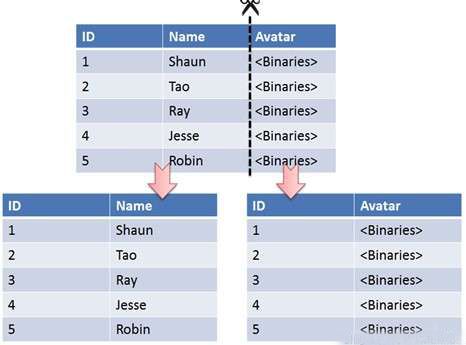 ID Name Avatar
1 Shaun <Binaries>
2 Tao <Binaries>
3 Ray <Binaries>
4 Jesse <Binaries>
5 Robin <Binaries>
ID Name
1 Shaun
2 Tao
3 Ray
4 Jesse
5 Robin
ID Avatar
1 <Binaries>
2 <Binaries>
3 <Binaries>
4 <Binaries>
5 <Binaries>